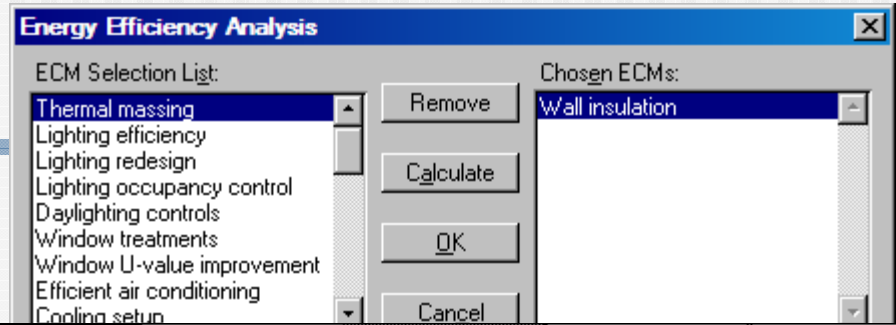 Energy Efficiency Analysis
ECM Selection List:
Thermal massing
Lighting efficiency
Lighting redesign
Lighting occupancy control
Daylighting controls
Window treatments
Window U-value improvement
Efficient air conditioning
Cooling setup
Remove
Calculate
OK
Cancel
Chosen ECMs:
Wall insulation